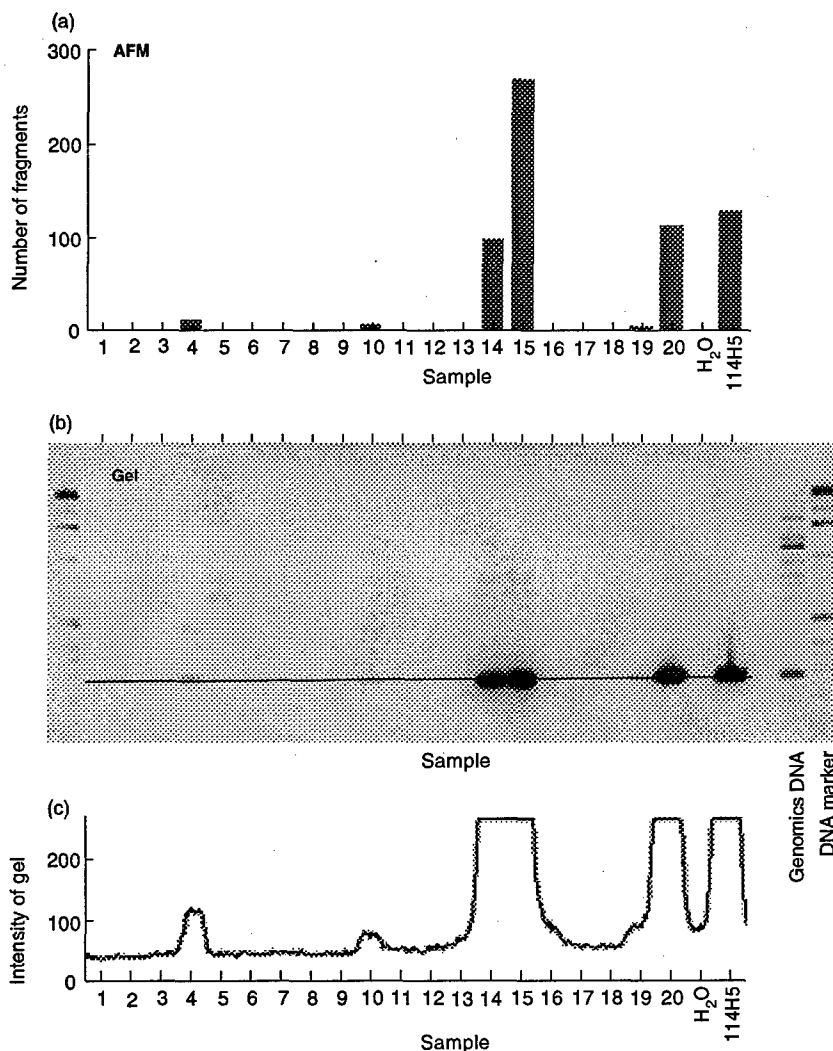 (a)
AFM
300
200
100
0
Number of fragments
1 2 3 4 5 6 7 8 9 10 11 12 13 14 15 16 17 18 19 20 H2O 114H5
Sample
(b)
Gel
Sample
Genomics DNA
DNA marker
(c)
200
100
0
Intensity of gel
1 2 3 4 5 6 7 8 9 10 11 12 13 14 15 16 17 18 19 20 H2O 114H5
Sample